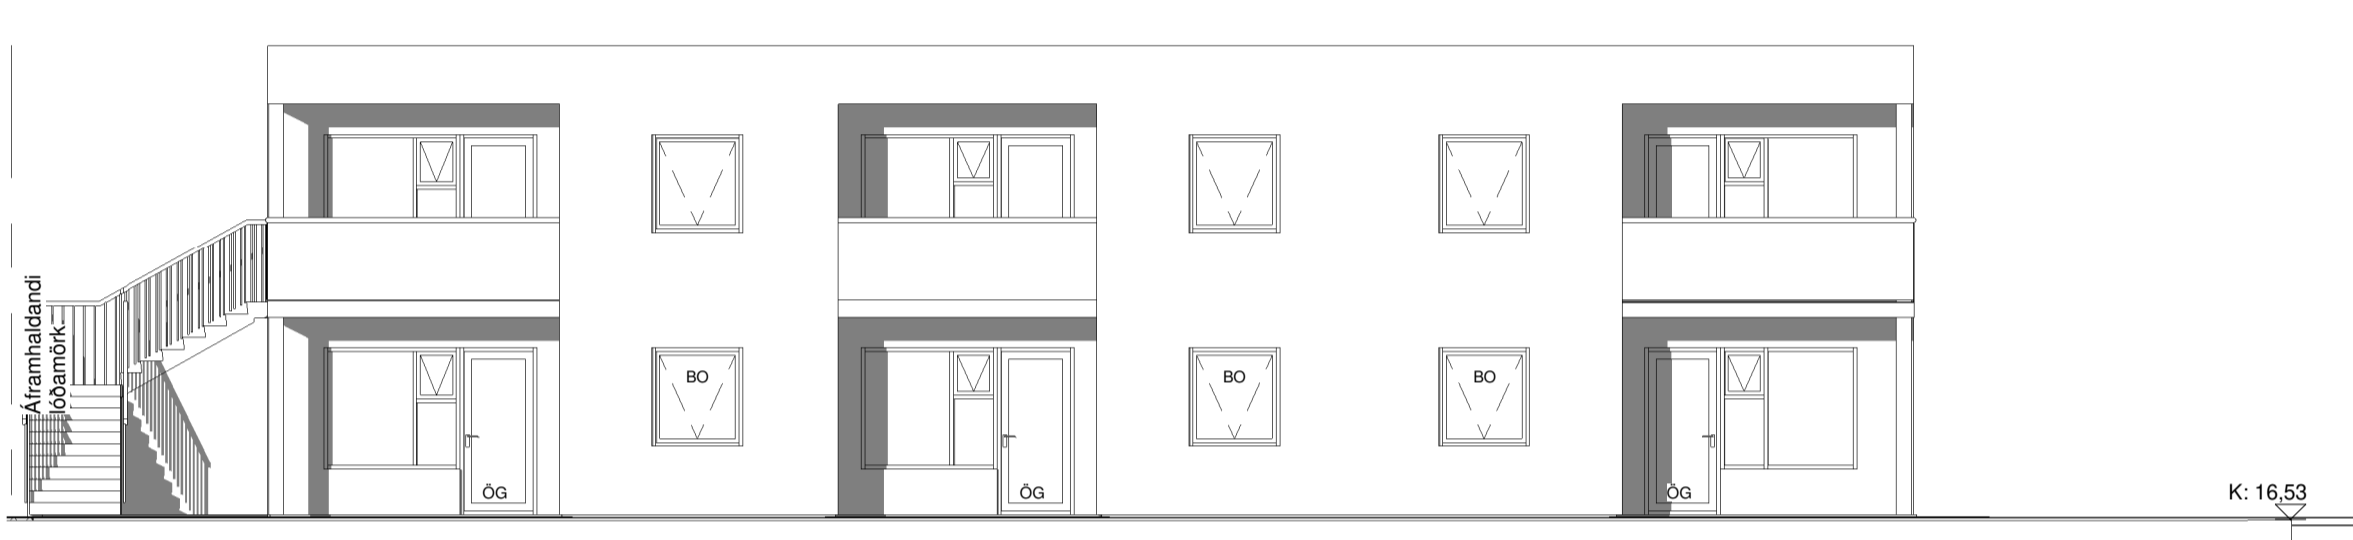 Áframhaldandi
lóðamörk
BO
BO
BO
ÖG
ÖG
ÖG
K: 16,53